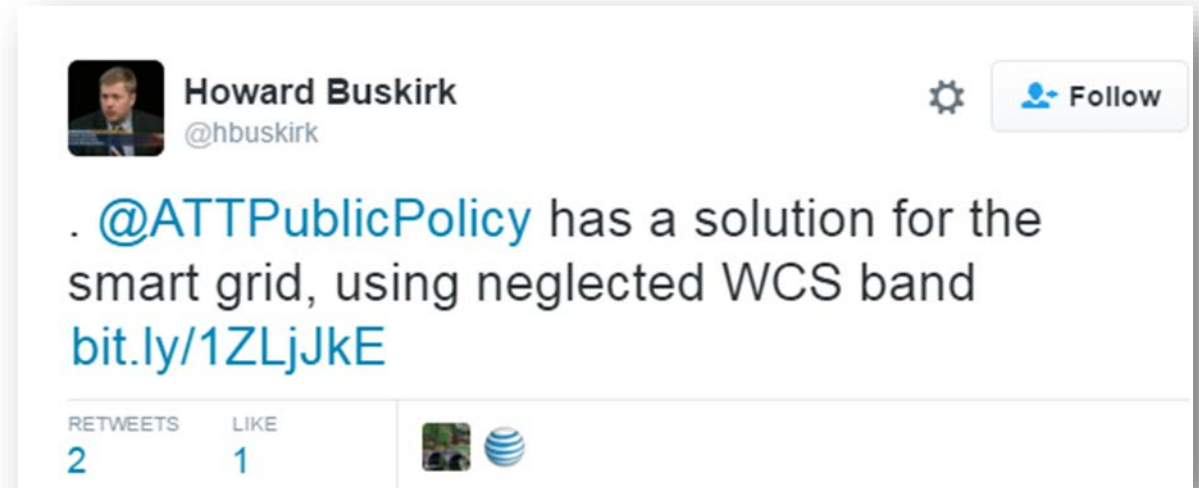 Howard Buskirk
@hbuskirk
Follow
. @ATTPublicPolicy has a solution for the
smart grid, using neglected WCS band
bit.ly/1ZLjJkE
RETWEETS LIKE
2 1